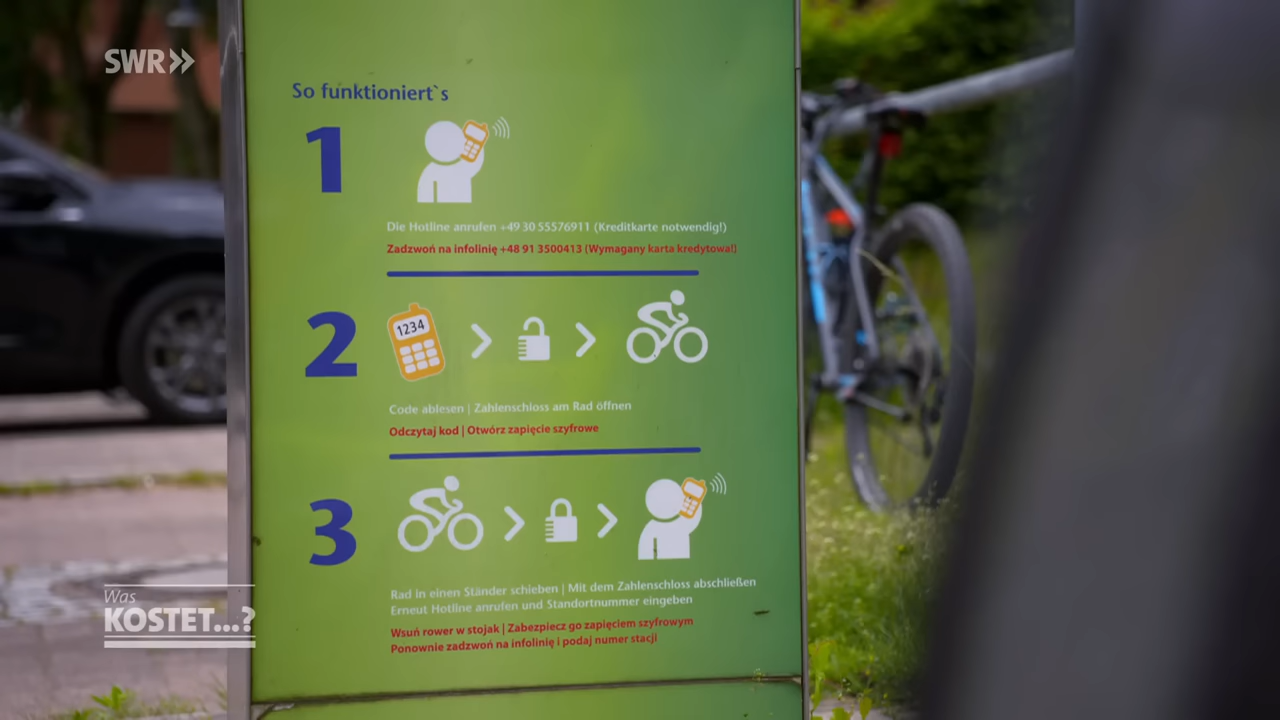 SWR
So funktioniert`s
1
Die Hotline anrufen +49 30 55576911 (Kreditkarte notwendig!)
Zadzwoń na infolinię +48 91 3500413 (Wymagany karta kredytowa!)
2
1234
Code ablesen | Zahlenschloss am Rad öffnen
Odczytaj kod | Otwórz zapięcie szyfrowe
3
Rad in einen Ständer schieben | Mit dem Zahlenschloss abschließen
Erneut Hotline anrufen und Standortnummer eingeben
Wsuń rower w stojak | Zabezpiecz go zapięciem szyfrowym
Ponownie zadzwoń na infolinię i podaj numer stacji
Was
KOSTET...?